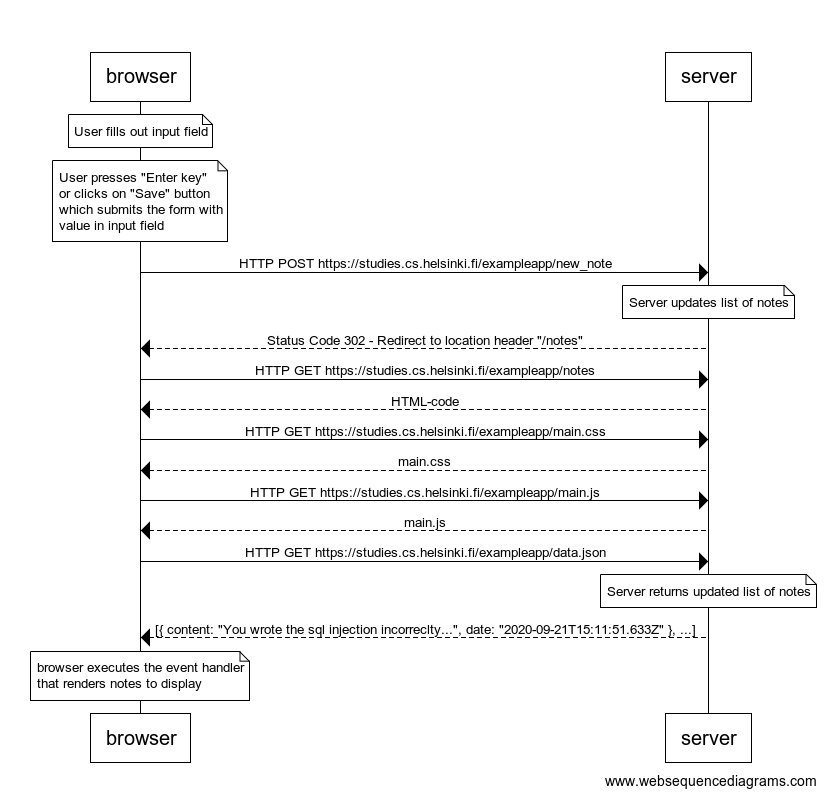 browser
server
User fills out input field
User presses "Enter key"
or clicks on "Save" button
which submits the form with
value in input field
HTTP POST https://studies.cs.helsinki.fi/exampleapp/new_note
Server updates list of notes
Status Code 302 - Redirect to location header "/notes"
HTTP GET https://studies.cs.helsinki.fi/exampleapp/notes
HTML-code
HTTP GET https://studies.cs.helsinki.fi/exampleapp/main.css
main.css
HTTP GET https://studies.cs.helsinki.fi/exampleapp/main.js
main.js
HTTP GET https://studies.cs.helsinki.fi/exampleapp/data.json
Server returns updated list of notes
[{ content: "You wrote the sql injection incorreclty...", date: "2020-09-21T15:11:51.633Z" }, ...]
browser executes the event handler
that renders notes to display
browser
server
www.websequencediagrams.com